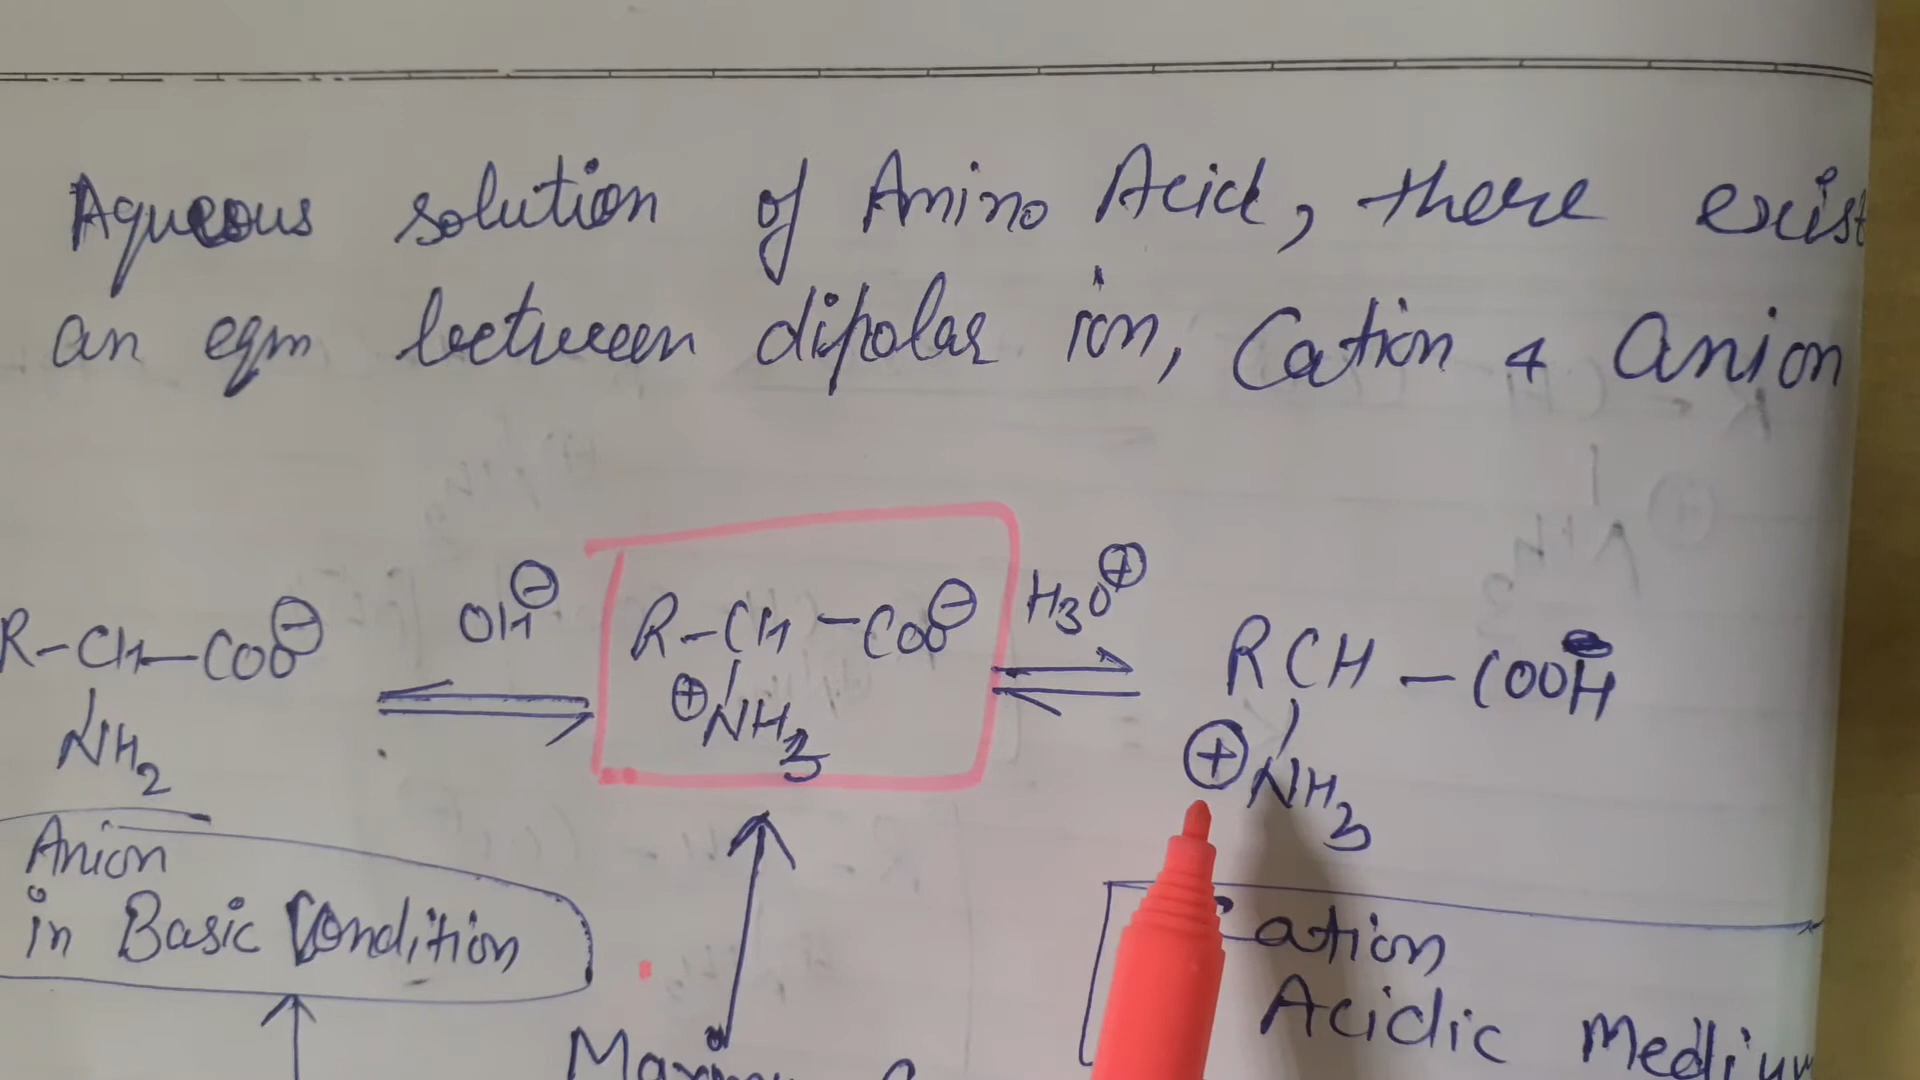 Aqueous solution of Amino Acid, there exist
an eqm between dipolar ion, Cation & Anion
R-CH-COO⊖ OH⊖ R-CH-COO⊖ H3O⊕ RCH-COOH
NH2 ⊕NH3 ⊕NH3
Anion
in Basic Condition
Cation
Acidic Medium